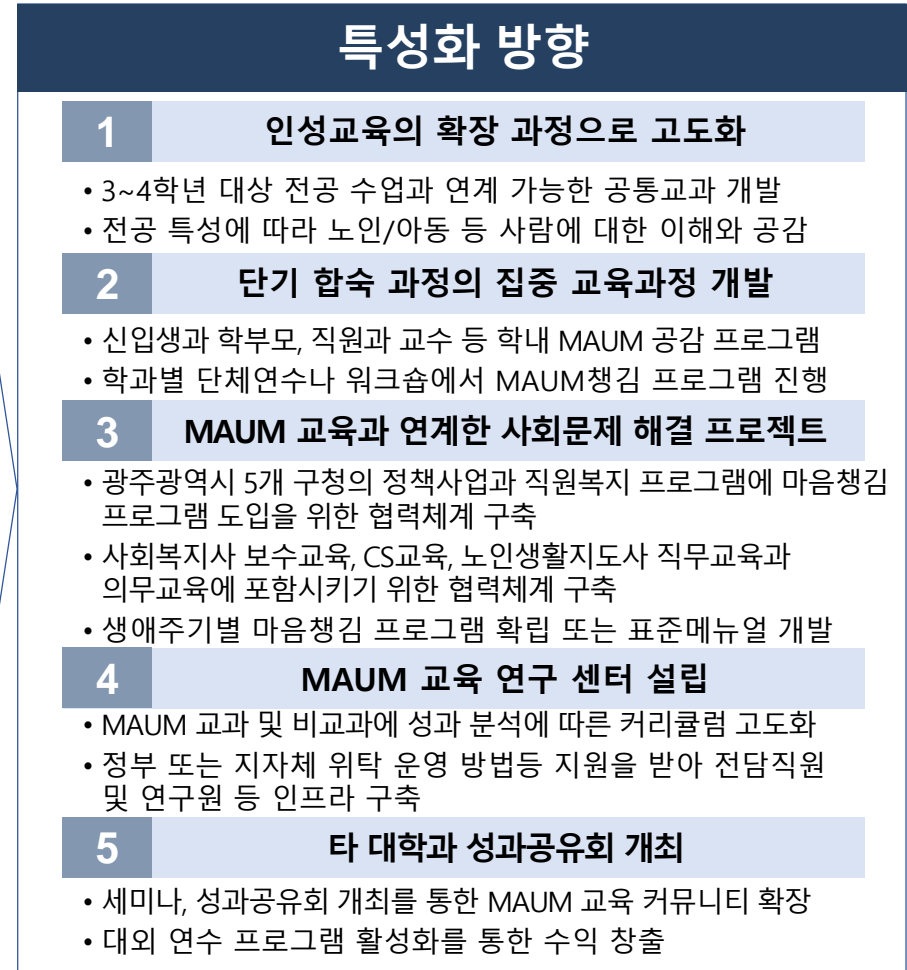 특성화 방향
1 인성교육의 확장 과정으로 고도화
• 3~4학년 대상 전공 수업과 연계 가능한 공통교과 개발
• 전공 특성에 따라 노인/아동 등 사람에 대한 이해와 공감
2 단기 합숙 과정의 집중 교육과정 개발
• 신입생과 학부모, 직원과 교수 등 학내 MAUM 공감 프로그램
• 학과별 단체연수나 워크숍에서 MAUM챙김 프로그램 진행
3 MAUM 교육과 연계한 사회문제 해결 프로젝트
• 광주광역시 5개 구청의 정책사업과 직원복지 프로그램에 마음챙김
프로그램 도입을 위한 협력체계 구축
• 사회복지사 보수교육, CS교육, 노인생활지도사 직무교육과
의무교육에 포함시키기 위한 협력체계 구축
• 생애주기별 마음챙김 프로그램 확립 또는 표준메뉴얼 개발
4 MAUM 교육 연구 센터 설립
• MAUM 교과 및 비교과에 성과 분석에 따른 커리큘럼 고도화
• 정부 또는 지자체 위탁 운영 방법등 지원을 받아 전담직원
및 연구원 등 인프라 구축
5 타 대학과 성과공유회 개최
• 세미나, 성과공유회 개최를 통한 MAUM 교육 커뮤니티 확장
• 대외 연수 프로그램 활성화를 통한 수익 창출